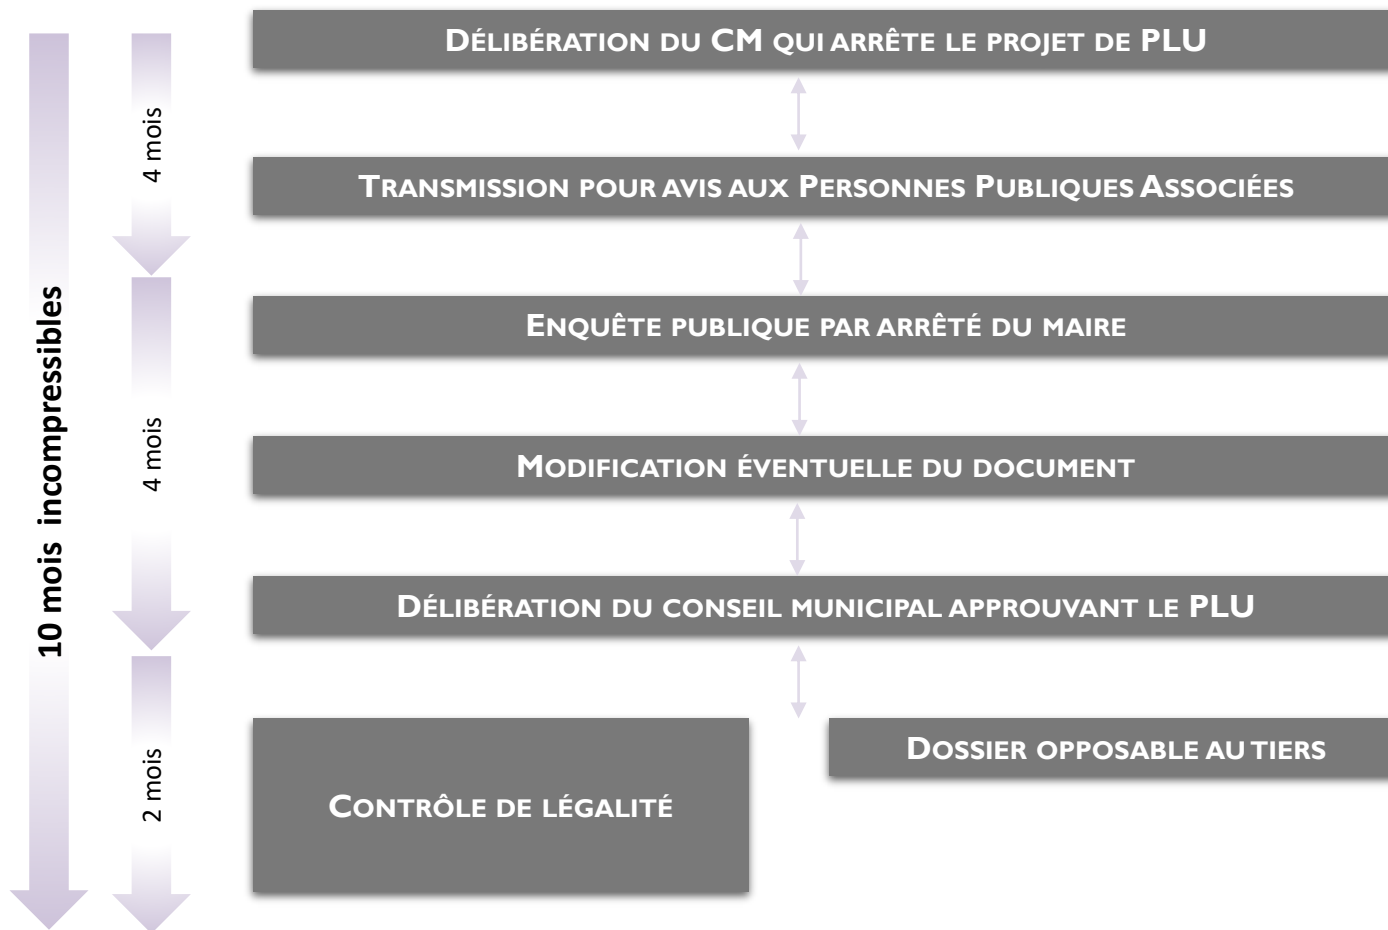 DÉLIBÉRATION DU CM QUI ARRÊTE LE PROJET DE PLU
4 mois
TRANSMISSION POUR AVIS AUX PERSONNES PUBLIQUES ASSOCIÉES
ENQUÊTE PUBLIQUE PAR ARRÊTÉ DU MAIRE
10 mois incompressibles
4 mois
MODIFICATION ÉVENTUELLE DU DOCUMENT
DÉLIBÉRATION DU CONSEIL MUNICIPAL APPROUVANT LE PLU
2 mois
CONTRÔLE DE LÉGALITÉ
DOSSIER OPPOSABLE AU TIERS